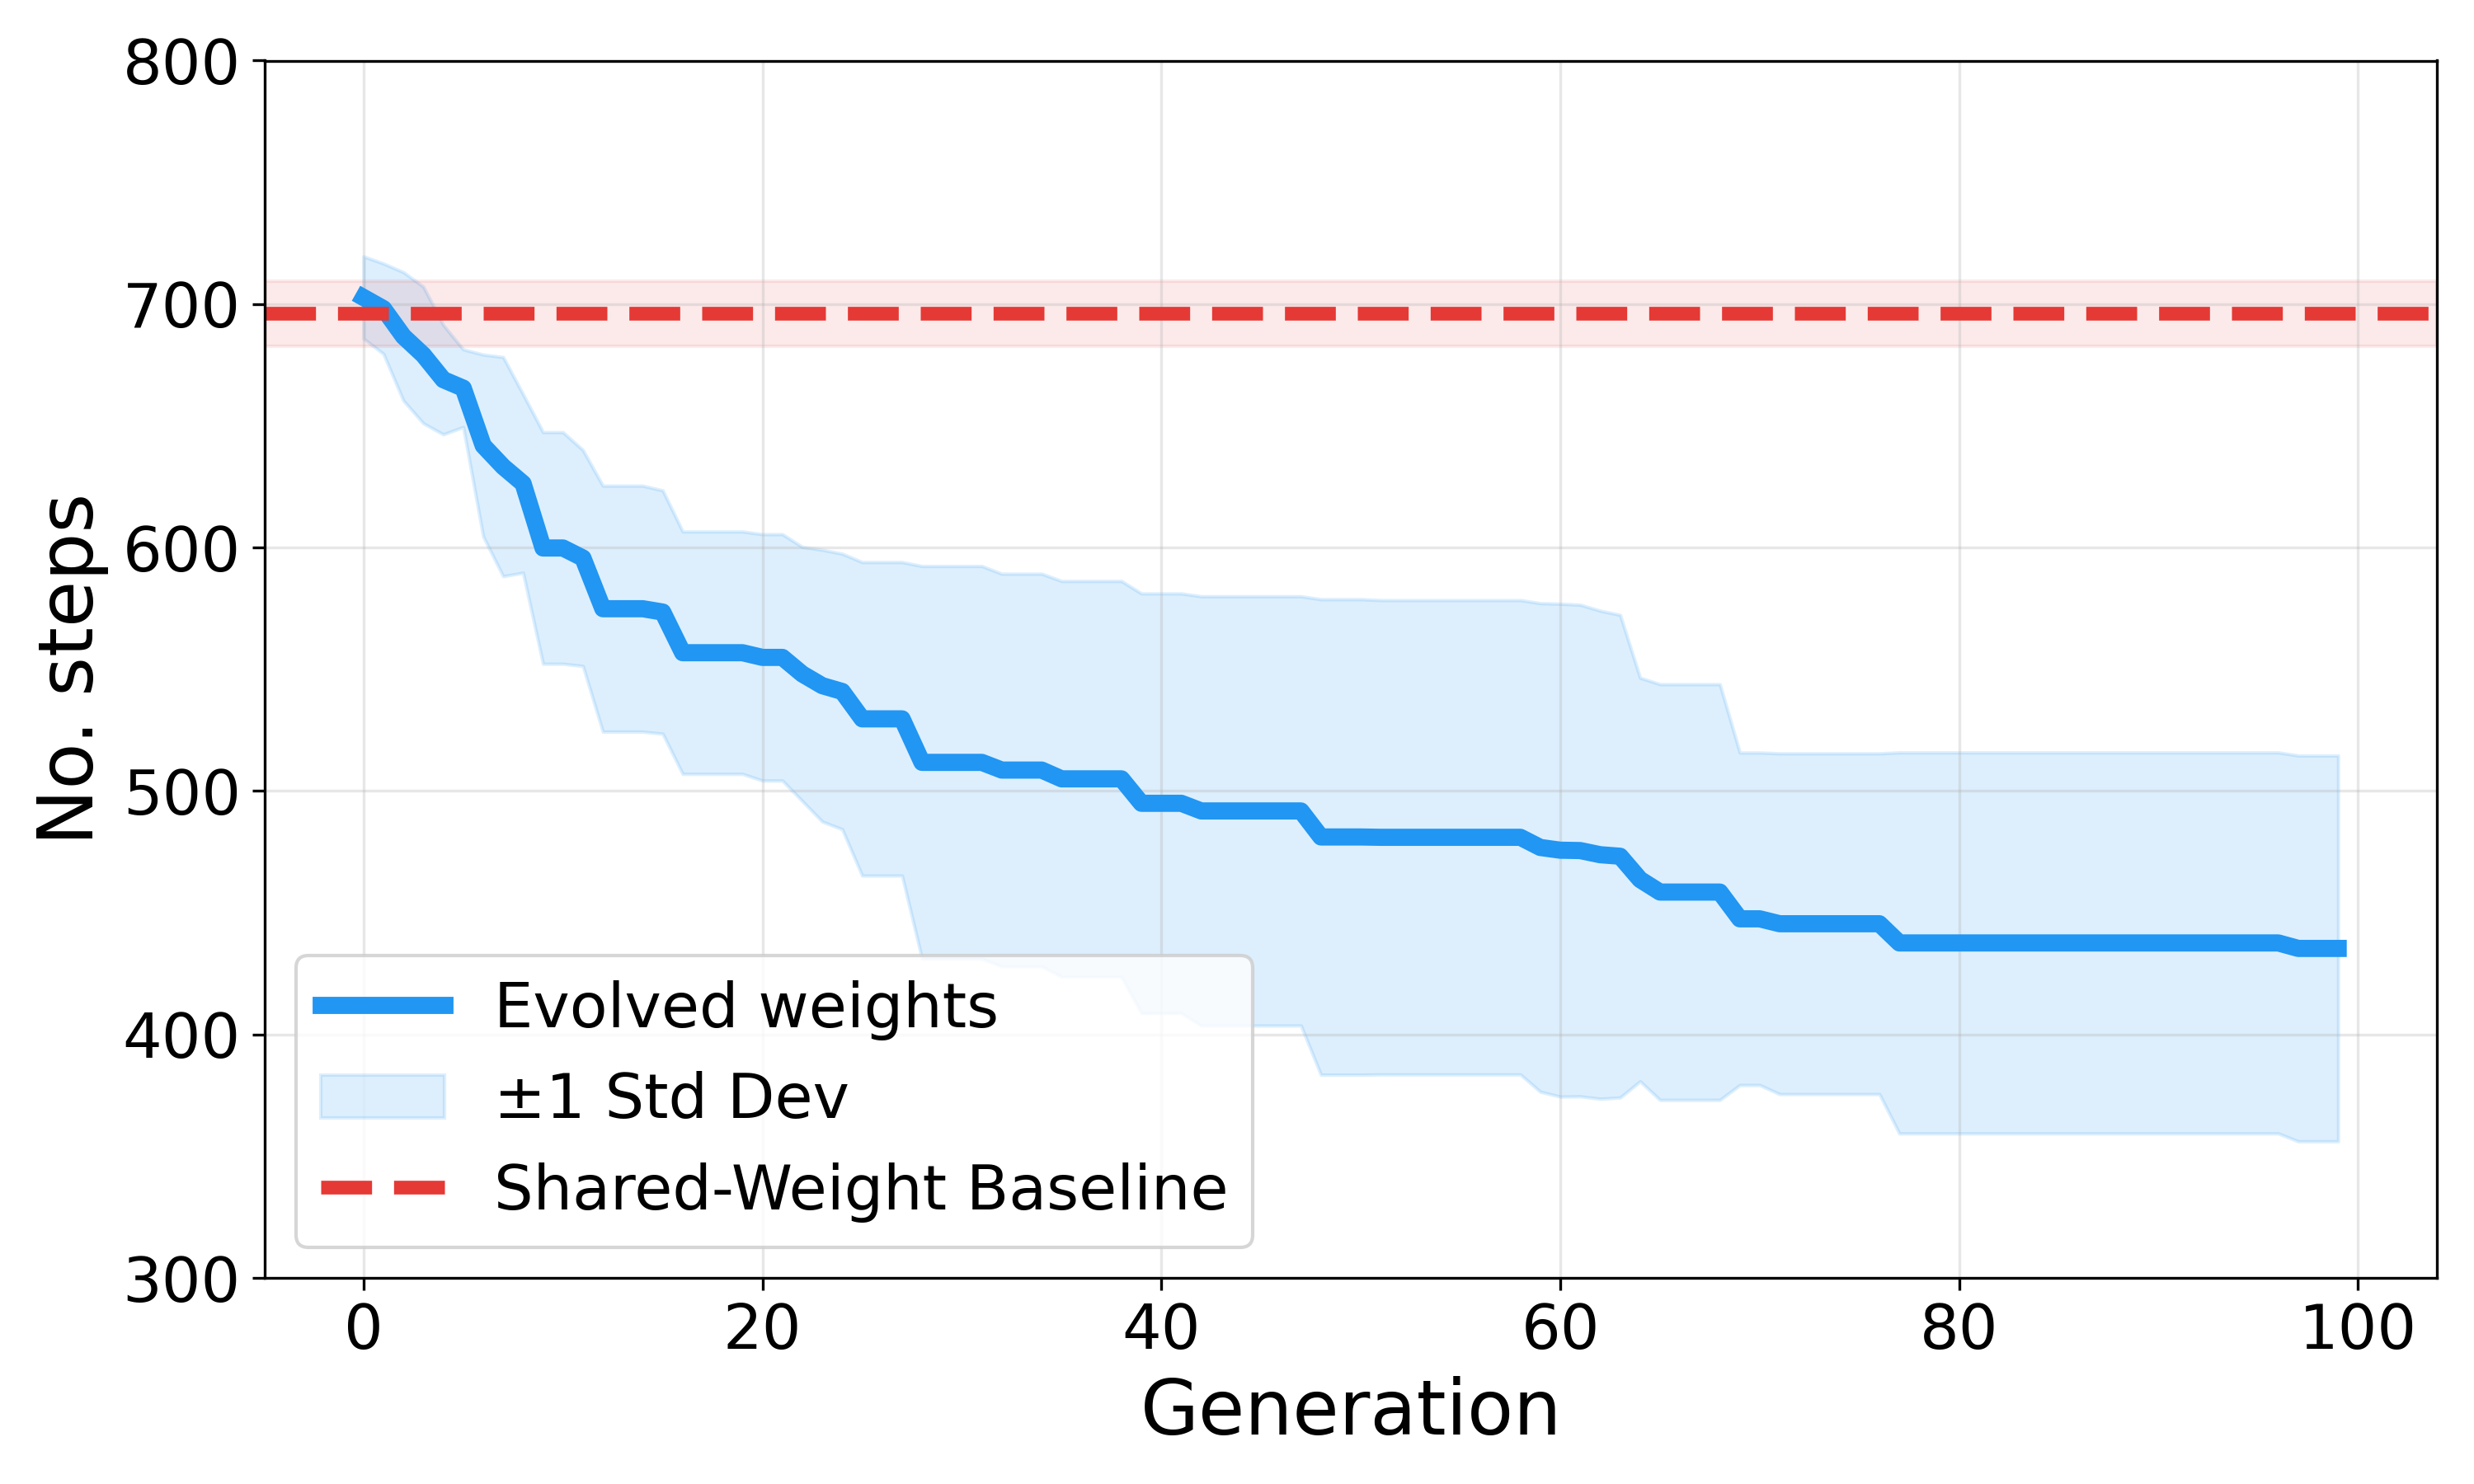 800
700
600
500
400
300
No. steps
Evolved weights
±1 Std Dev
Shared-Weight Baseline
0 20 40 60 80 100
Generation